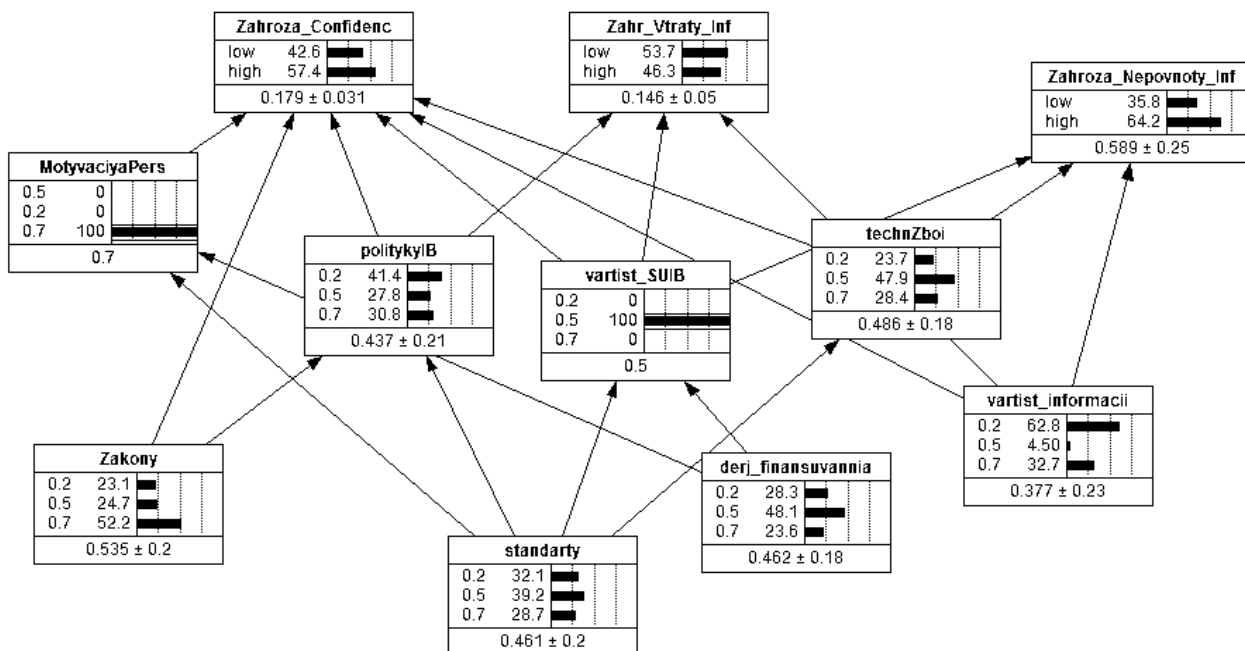 Zahroza_Confidenc
low 42.6
high 57.4
0.179 ± 0.031
Zahr_Vtraty_Inf
low 53.7
high 46.3
0.146 ± 0.05
Zahroza_Nepovnoty_Inf
low 35.8
high 64.2
0.589 ± 0.25
MotyvaciyaPers
0.5 0
0.2 0
0.7 100
0.7
politykyIB
0.2 41.4
0.5 27.8
0.7 30.8
0.437 ± 0.21
vartist_SUIB
0.2 0
0.5 100
0.7 0
0.5
technZboi
0.2 23.7
0.5 47.9
0.7 28.4
0.486 ± 0.18
vartist_informacii
0.2 62.8
0.5 4.50
0.7 32.7
0.377 ± 0.23
Zakony
0.2 23.1
0.5 24.7
0.7 52.2
0.535 ± 0.2
standarty
0.2 32.1
0.5 39.2
0.7 28.7
0.461 ± 0.2
derj_finansuvannia
0.2 28.3
0.5 48.1
0.7 23.6
0.462 ± 0.18